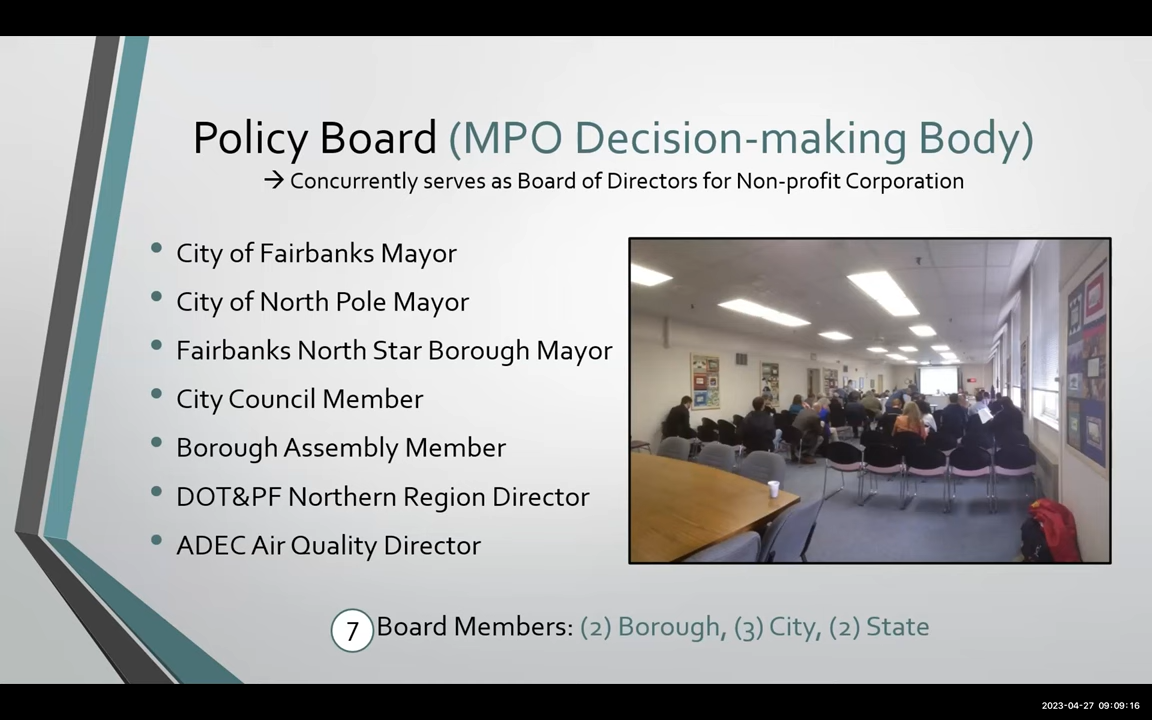 Policy Board (MPO Decision-making Body)
→ Concurrently serves as Board of Directors for Non-profit Corporation
• City of Fairbanks Mayor
• City of North Pole Mayor
• Fairbanks North Star Borough Mayor
• City Council Member
• Borough Assembly Member
• DOT&PF Northern Region Director
• ADEC Air Quality Director
7 Board Members: (2) Borough, (3) City, (2) State
2023-04-27 09:09:16